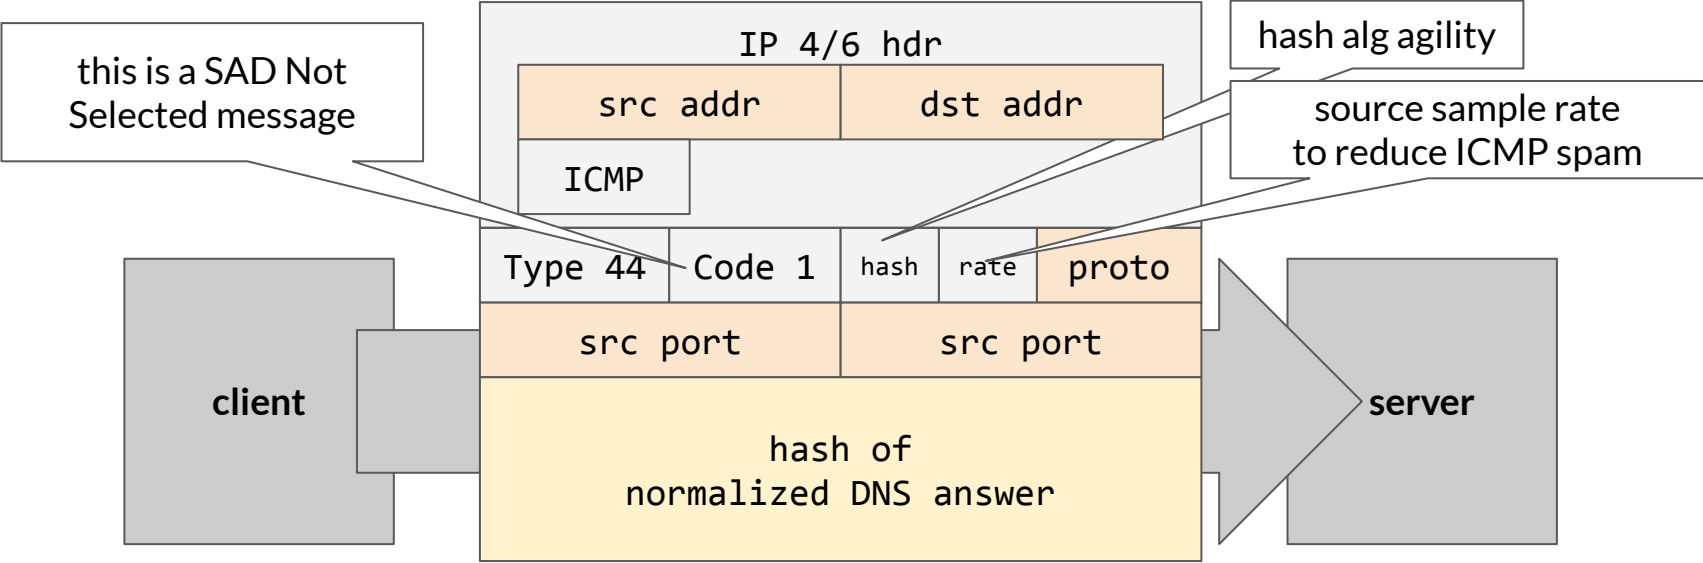 this is a SAD Not
Selected message
IP 4/6 hdr
hash alg agility
src addr
dst addr
source sample rate
to reduce ICMP spam
ICMP
Type 44
Code 1
hash
rate
proto
src port
src port
client
server
hash of
normalized DNS answer